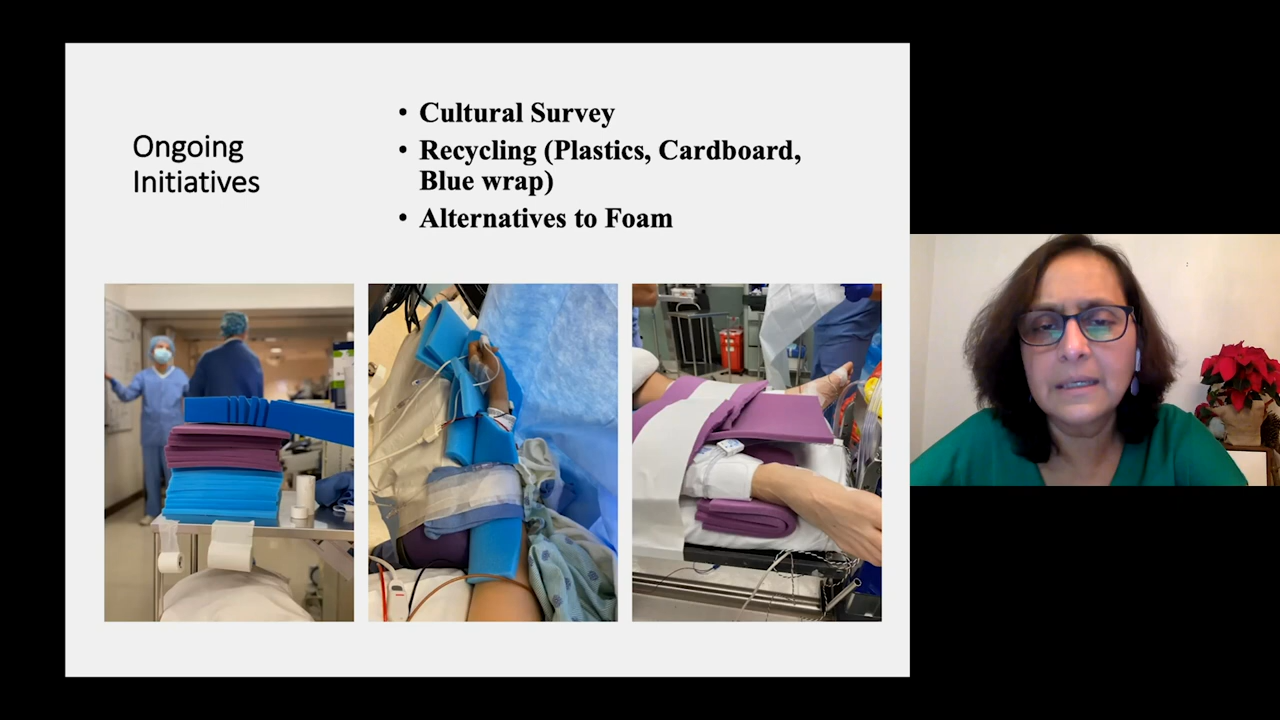 Ongoing
Initiatives
• Cultural Survey
• Recycling (Plastics, Cardboard,
Blue wrap)
• Alternatives to Foam